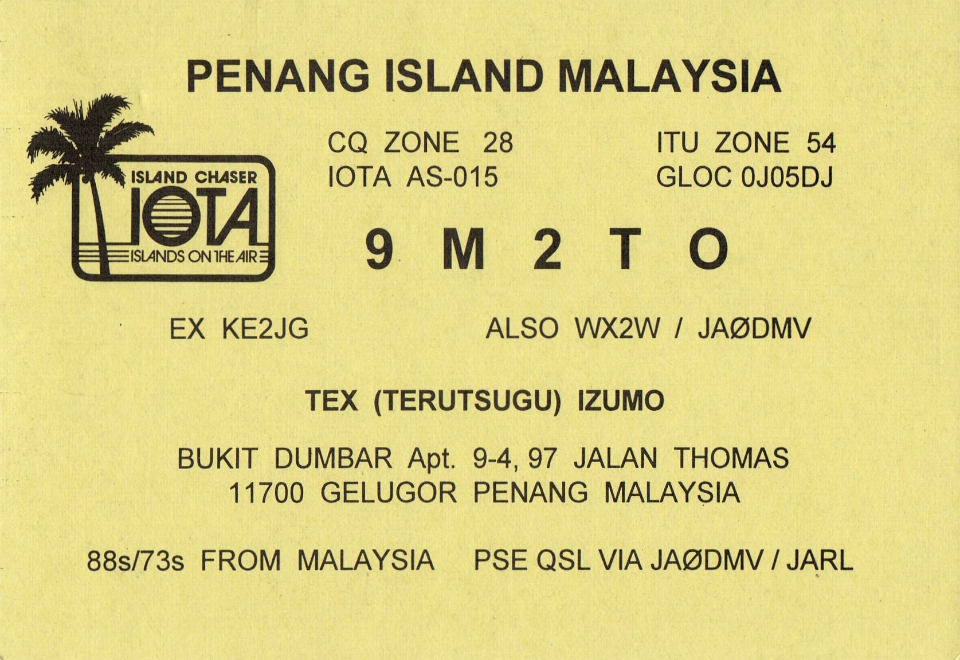 PENANG ISLAND MALAYSIA
CQ ZONE 28
ITU ZONE 54
IOTA AS-015
GLOC 0J05DJ
ISLAND CHASER
IOTA
ISLANDS ON THE AIR
9 M 2 T O
EX KE2JG
ALSO WX2W / JAØDMV
TEX (TERUTSUGU) IZUMO
BUKIT DUMBAR Apt. 9-4, 97 JALAN THOMAS
11700 GELUGOR PENANG MALAYSIA
88s/73s FROM MALAYSIA
PSE QSL VIA JAØDMV / JARL